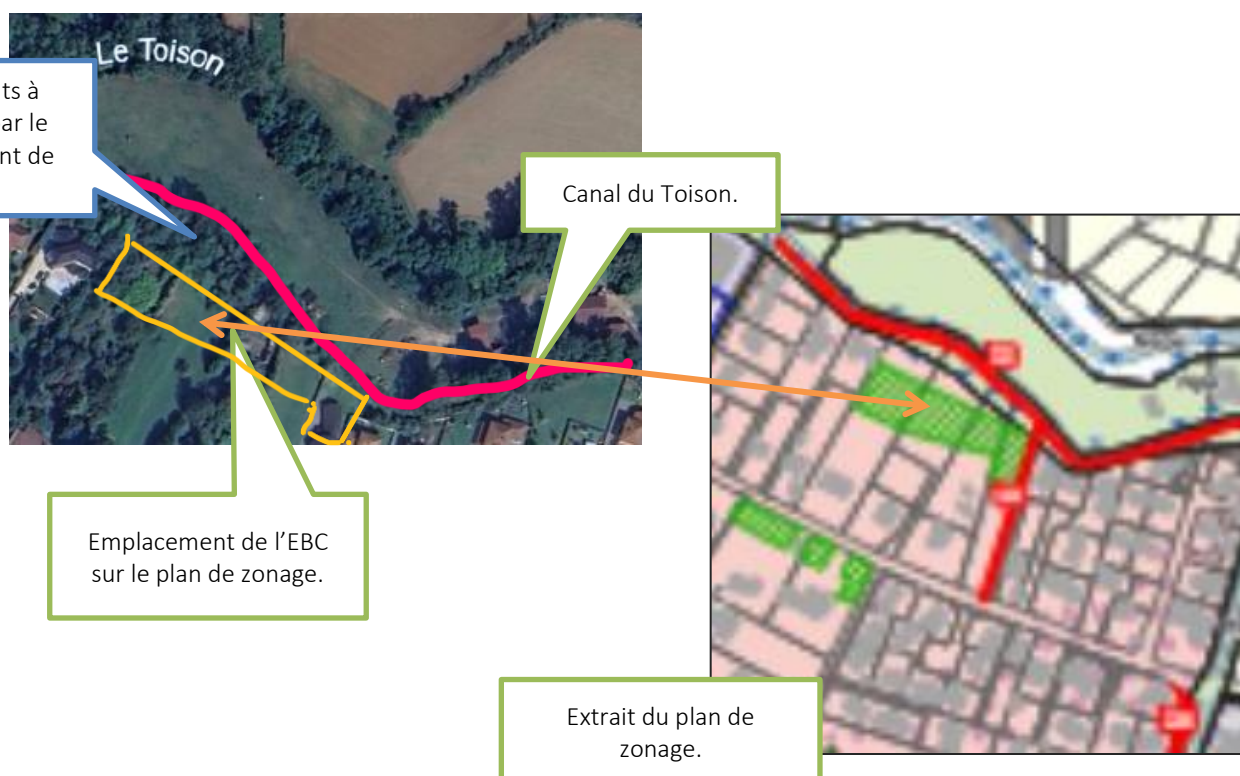 Le Toison
ts à
ar le
nt de
Canal du Toison.
Emplacement de l’EBC
sur le plan de zonage.
Extrait du plan de
zonage.